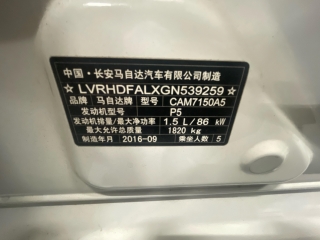 中国·长安马自达汽车有限公司制造
★LVRHDFALXGN539259★
品牌 马自达牌 型号 CAM7150A5
发动机型号 P5
发动机排量/最大净功率 1.5 L/86 kW
最大允许总质量 1820 kg
制造年月 2016-09 乘坐人数 5